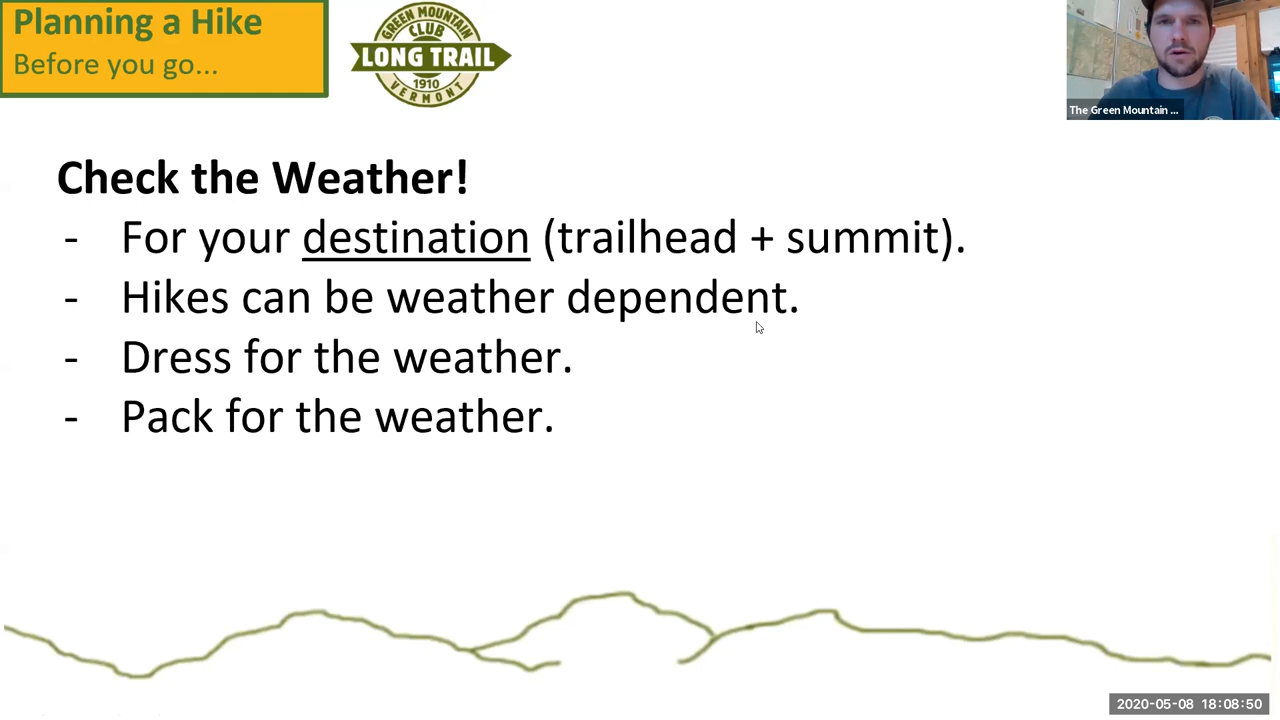 Planning a Hike
Before you go...
GREEN MOUNTAIN
CLUB
LONG TRAIL
1910
VERMONT
The Green Mountain ...
Check the Weather!
- For your destination (trailhead + summit).
- Hikes can be weather dependent.
- Dress for the weather.
- Pack for the weather.
2020-05-08 18:08:50